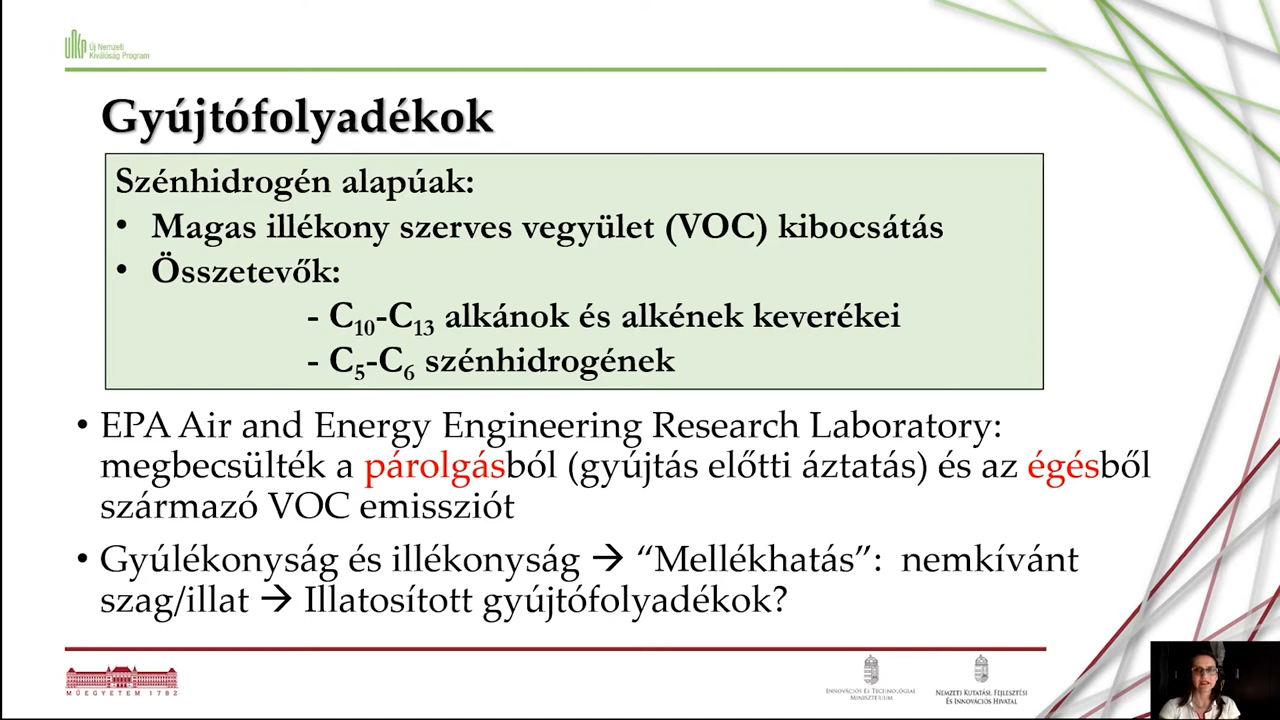 Új Nemzeti
Kiválóság Program
Gyújtófolyadékok
Szénhidrogén alapúak:
• Magas illékony szerves vegyület (VOC) kibocsátás
• Összetevők:
- C10-C13 alkánok és alkének keverékei
- C5-C6 szénhidrogének
• EPA Air and Energy Engineering Research Laboratory:
megbecsülték a párolgásból (gyújtás előtti áztatás) és az égésből
származó VOC emissziót
• Gyúlékonyság és illékonyság → “Mellékhatás”: nemkívánt
szag/illat → Illatosított gyújtófolyadékok?
MŰEGYETEM 1782
Innovációs és Technológiai
Minisztérium
Nemzeti Kutatási, Fejlesztési
és Innovációs Hivatal